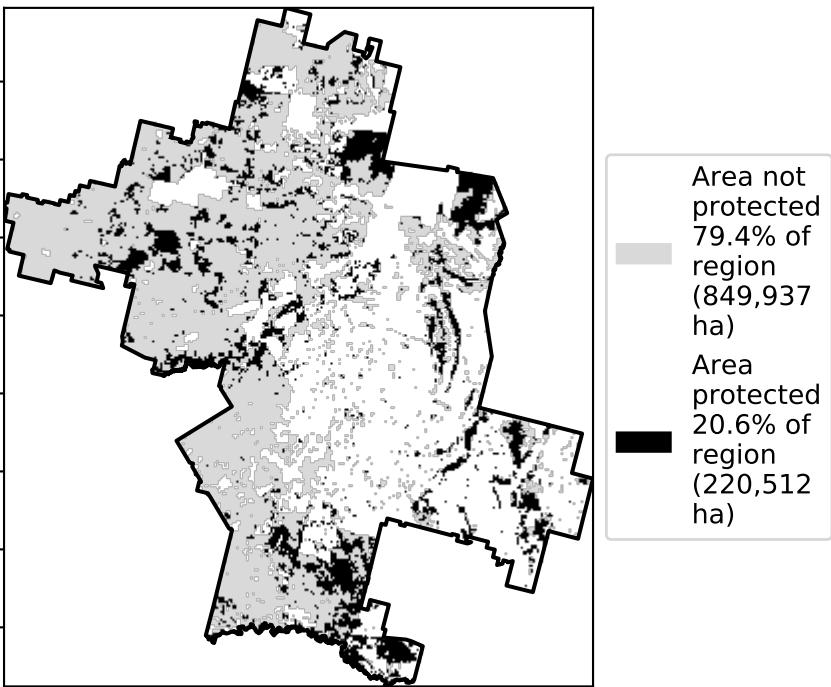 Area not
protected
79.4% of
region
(849,937
ha)
Area
protected
20.6% of
region
(220,512
ha)